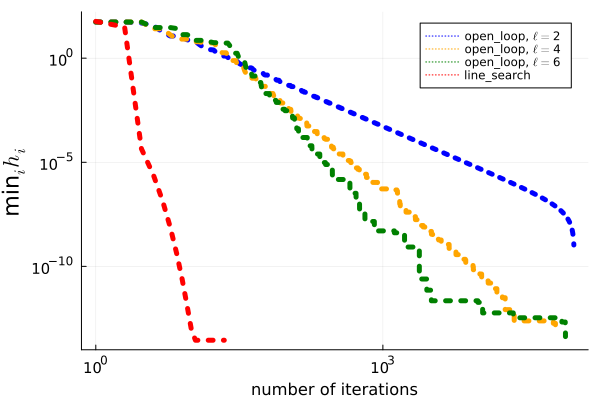 open_loop, ℓ = 2
open_loop, ℓ = 4
open_loop, ℓ = 6
line_search
min_i h_i
10^0
10^-5
10^-10
10^0
10^3
number of iterations